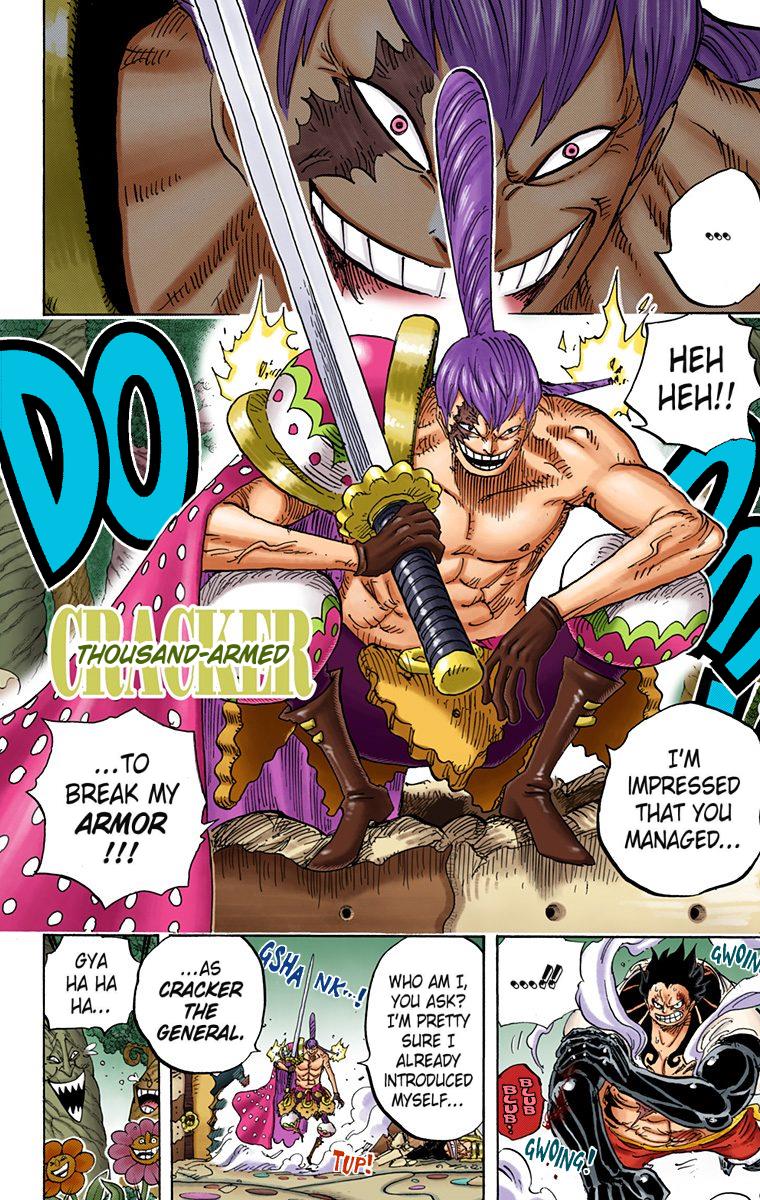 ...
HEH
HEH!!
DO
THOUSAND-ARMED
CRACKER
I'M
IMPRESSED
THAT YOU
MANAGED...
...TO
BREAK MY
ARMOR
!!!
...!!
GWOING
BLUB
BLUB!
GWOING!
WHO AM I,
YOU ASK?
I'M PRETTY
SURE I
ALREADY
INTRODUCED
MYSELF...
GSHA NK...!
...AS
CRACKER
THE
GENERAL.
TUP!
GYA
HA HA
HA...